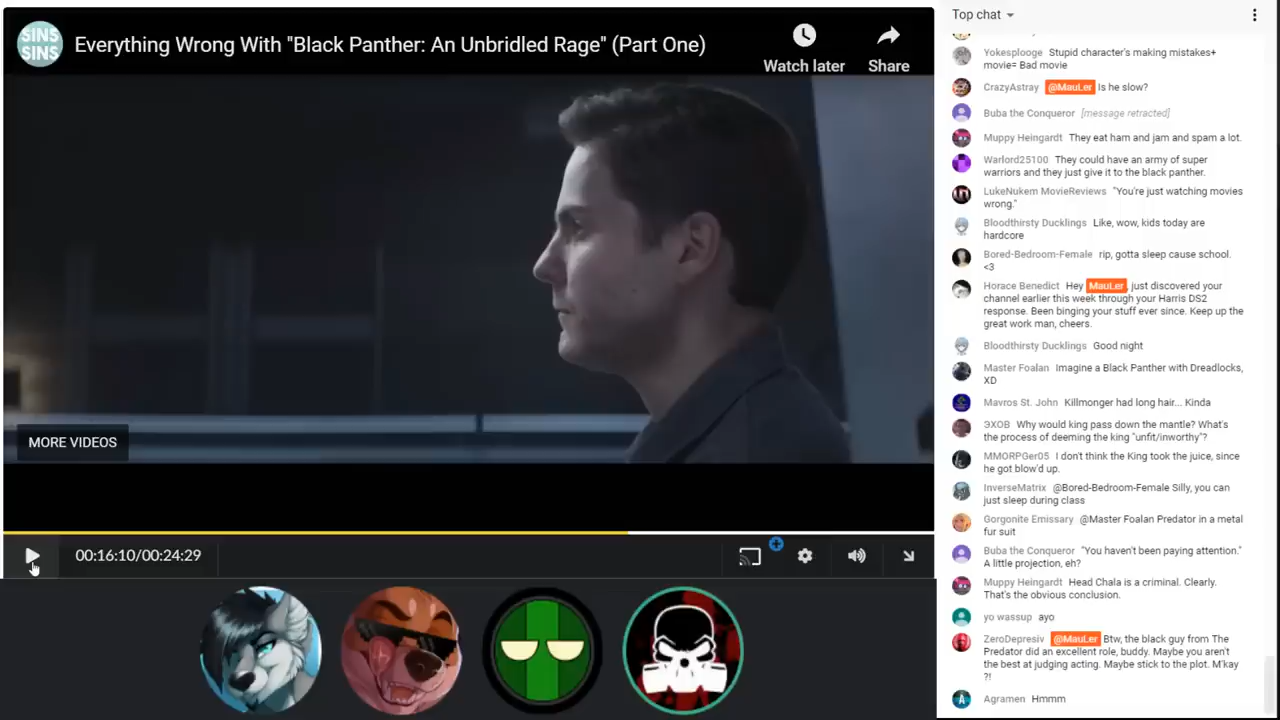 SINS
SINS
Everything Wrong With "Black Panther: An Unbridled Rage" (Part One)
Watch later
Share
MORE VIDEOS
00:16:10/00:24:29
Top chat
Yokesplooge Stupid character's making mistakes+
movie= Bad movie
CrazyAstray @MauLer Is he slow?
Buba the Conqueror [message retracted]
Muppy Heingardt They eat ham and jam and spam a lot.
Warlord25100 They could have an army of super
warriors and they just give it to the black panther.
LukeNukem MovieReviews "You're just watching movies
wrong."
Bloodthirsty Ducklings Like, wow, kids today are
hardcore
Bored-Bedroom-Female rip, gotta sleep cause school.
<3
Horace Benedict Hey MauLer, just discovered your
channel earlier this week through your Harris DS2
response. Been binging your stuff ever since. Keep up the
great work man, cheers.
Bloodthirsty Ducklings Good night
Master Foalan Imagine a Black Panther with Dreadlocks,
XD
Mavros St. John Killmonger had long hair... Kinda
ЭХОВ Why would king pass down the mantle? What's
the process of deeming the king "unfit/inworthy"?
MMORPGer05 I don't think the King took the juice, since
he got blow'd up.
InverseMatrix @Bored-Bedroom-Female Silly, you can
just sleep during class
Gorgonite Emissary @Master Foalan Predator in a metal
fur suit
Buba the Conqueror "You haven't been paying attention."
A little projection, eh?
Muppy Heingardt Head Chala is a criminal. Clearly.
That's the obvious conclusion.
yo wassup ayo
ZeroDepresiv @MauLer Btw, the black guy from The
Predator did an excellent role, buddy. Maybe you aren't
the best at judging acting. Maybe stick to the plot. M'kay
?!
A
Agramen Hmmm